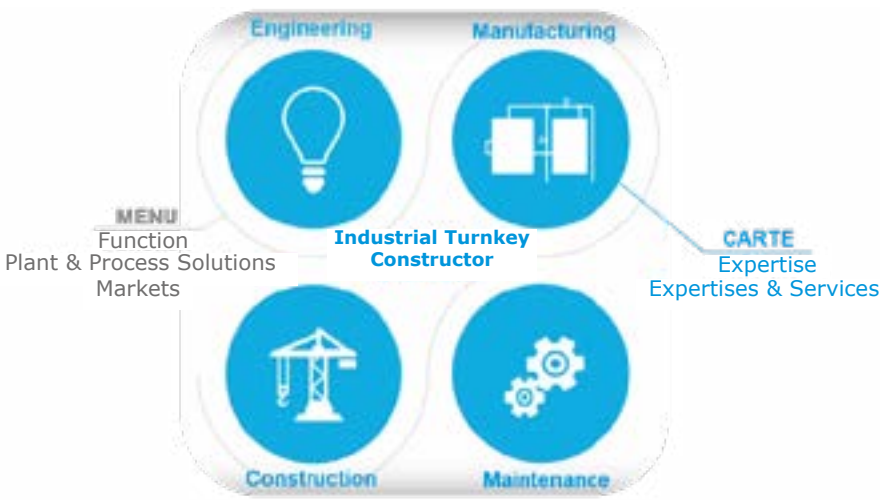 Engineering
Manufacturing
MENU
Function
Plant & Process Solutions
Markets
Industrial Turnkey
Constructor
CARTE
Expertise
Expertises & Services
Construction
Maintenance